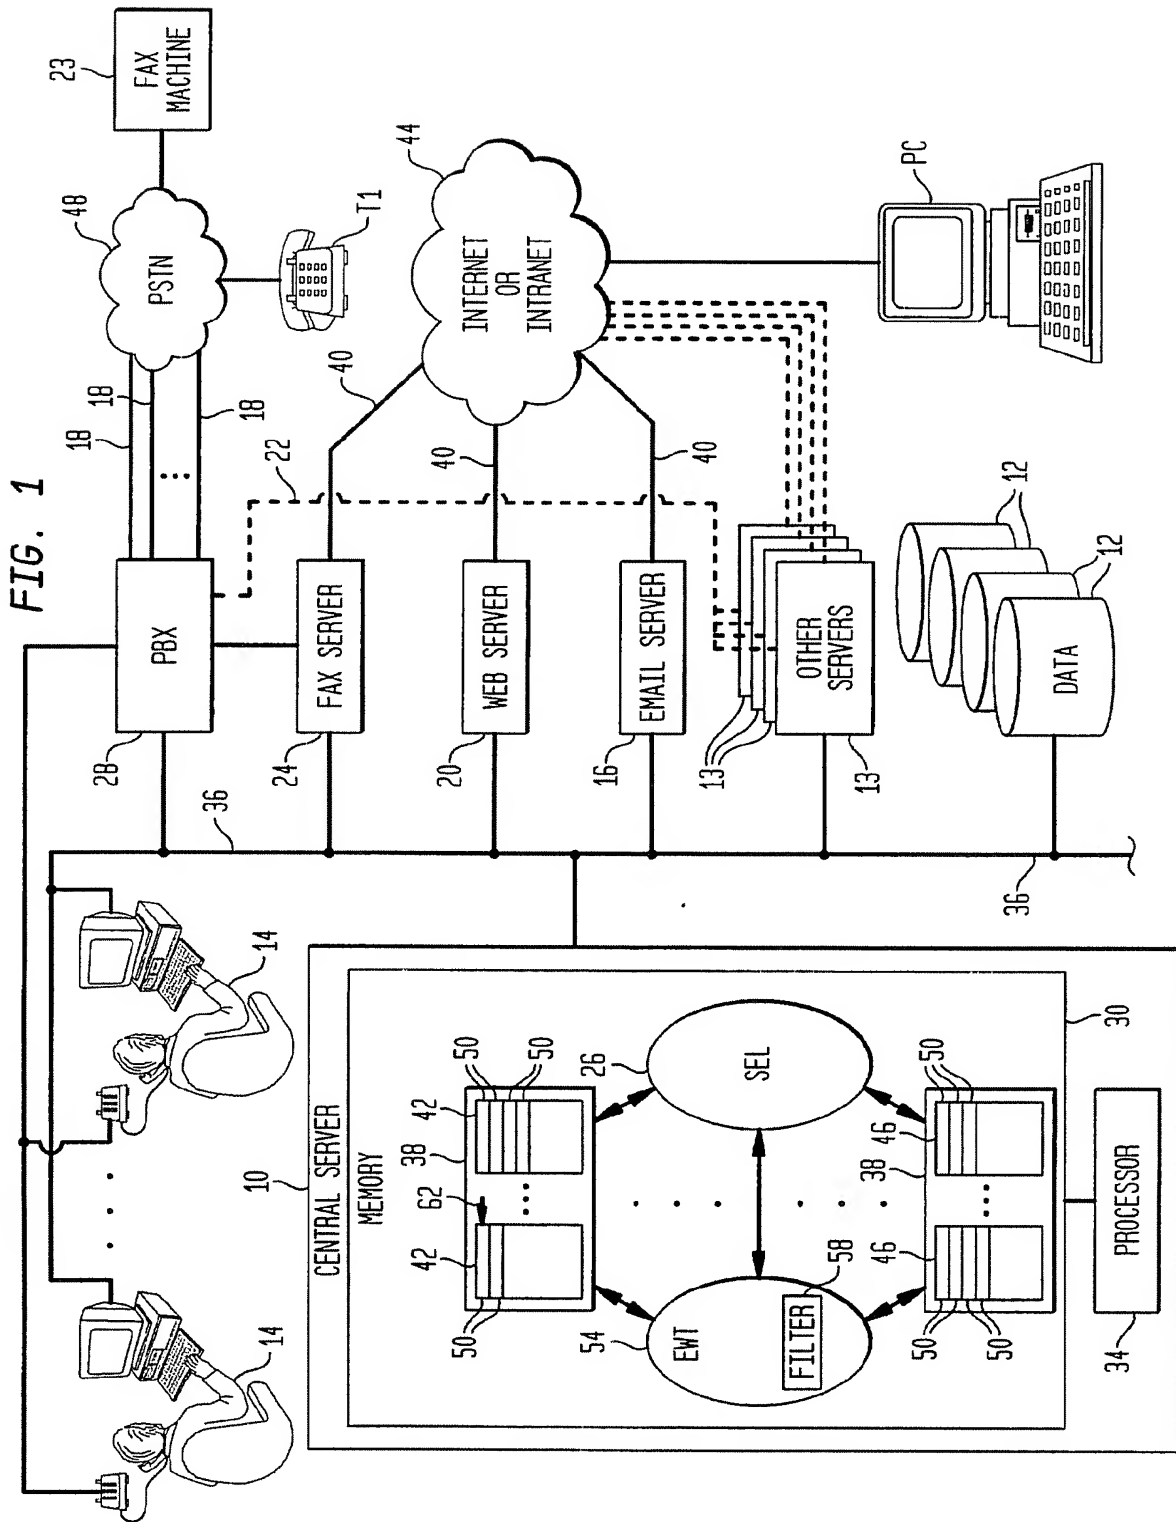 FIG. 1
14
14
28
PBX
18
18
18
48
PSTN
23
FAX
MACHINE
T1
36
24
FAX SERVER
22
40
44
INTERNET
OR
INTRANET
20
WEB SERVER
40
16
EMAIL SERVER
40
13
OTHER
SERVERS
13
PC
12
12
DATA
36
10
CENTRAL SERVER
MEMORY
50
42
62
38
42
50
50
54
EWT
FILTER
58
26
SEL
50
50
46
38
46
50
30
34
PROCESSOR